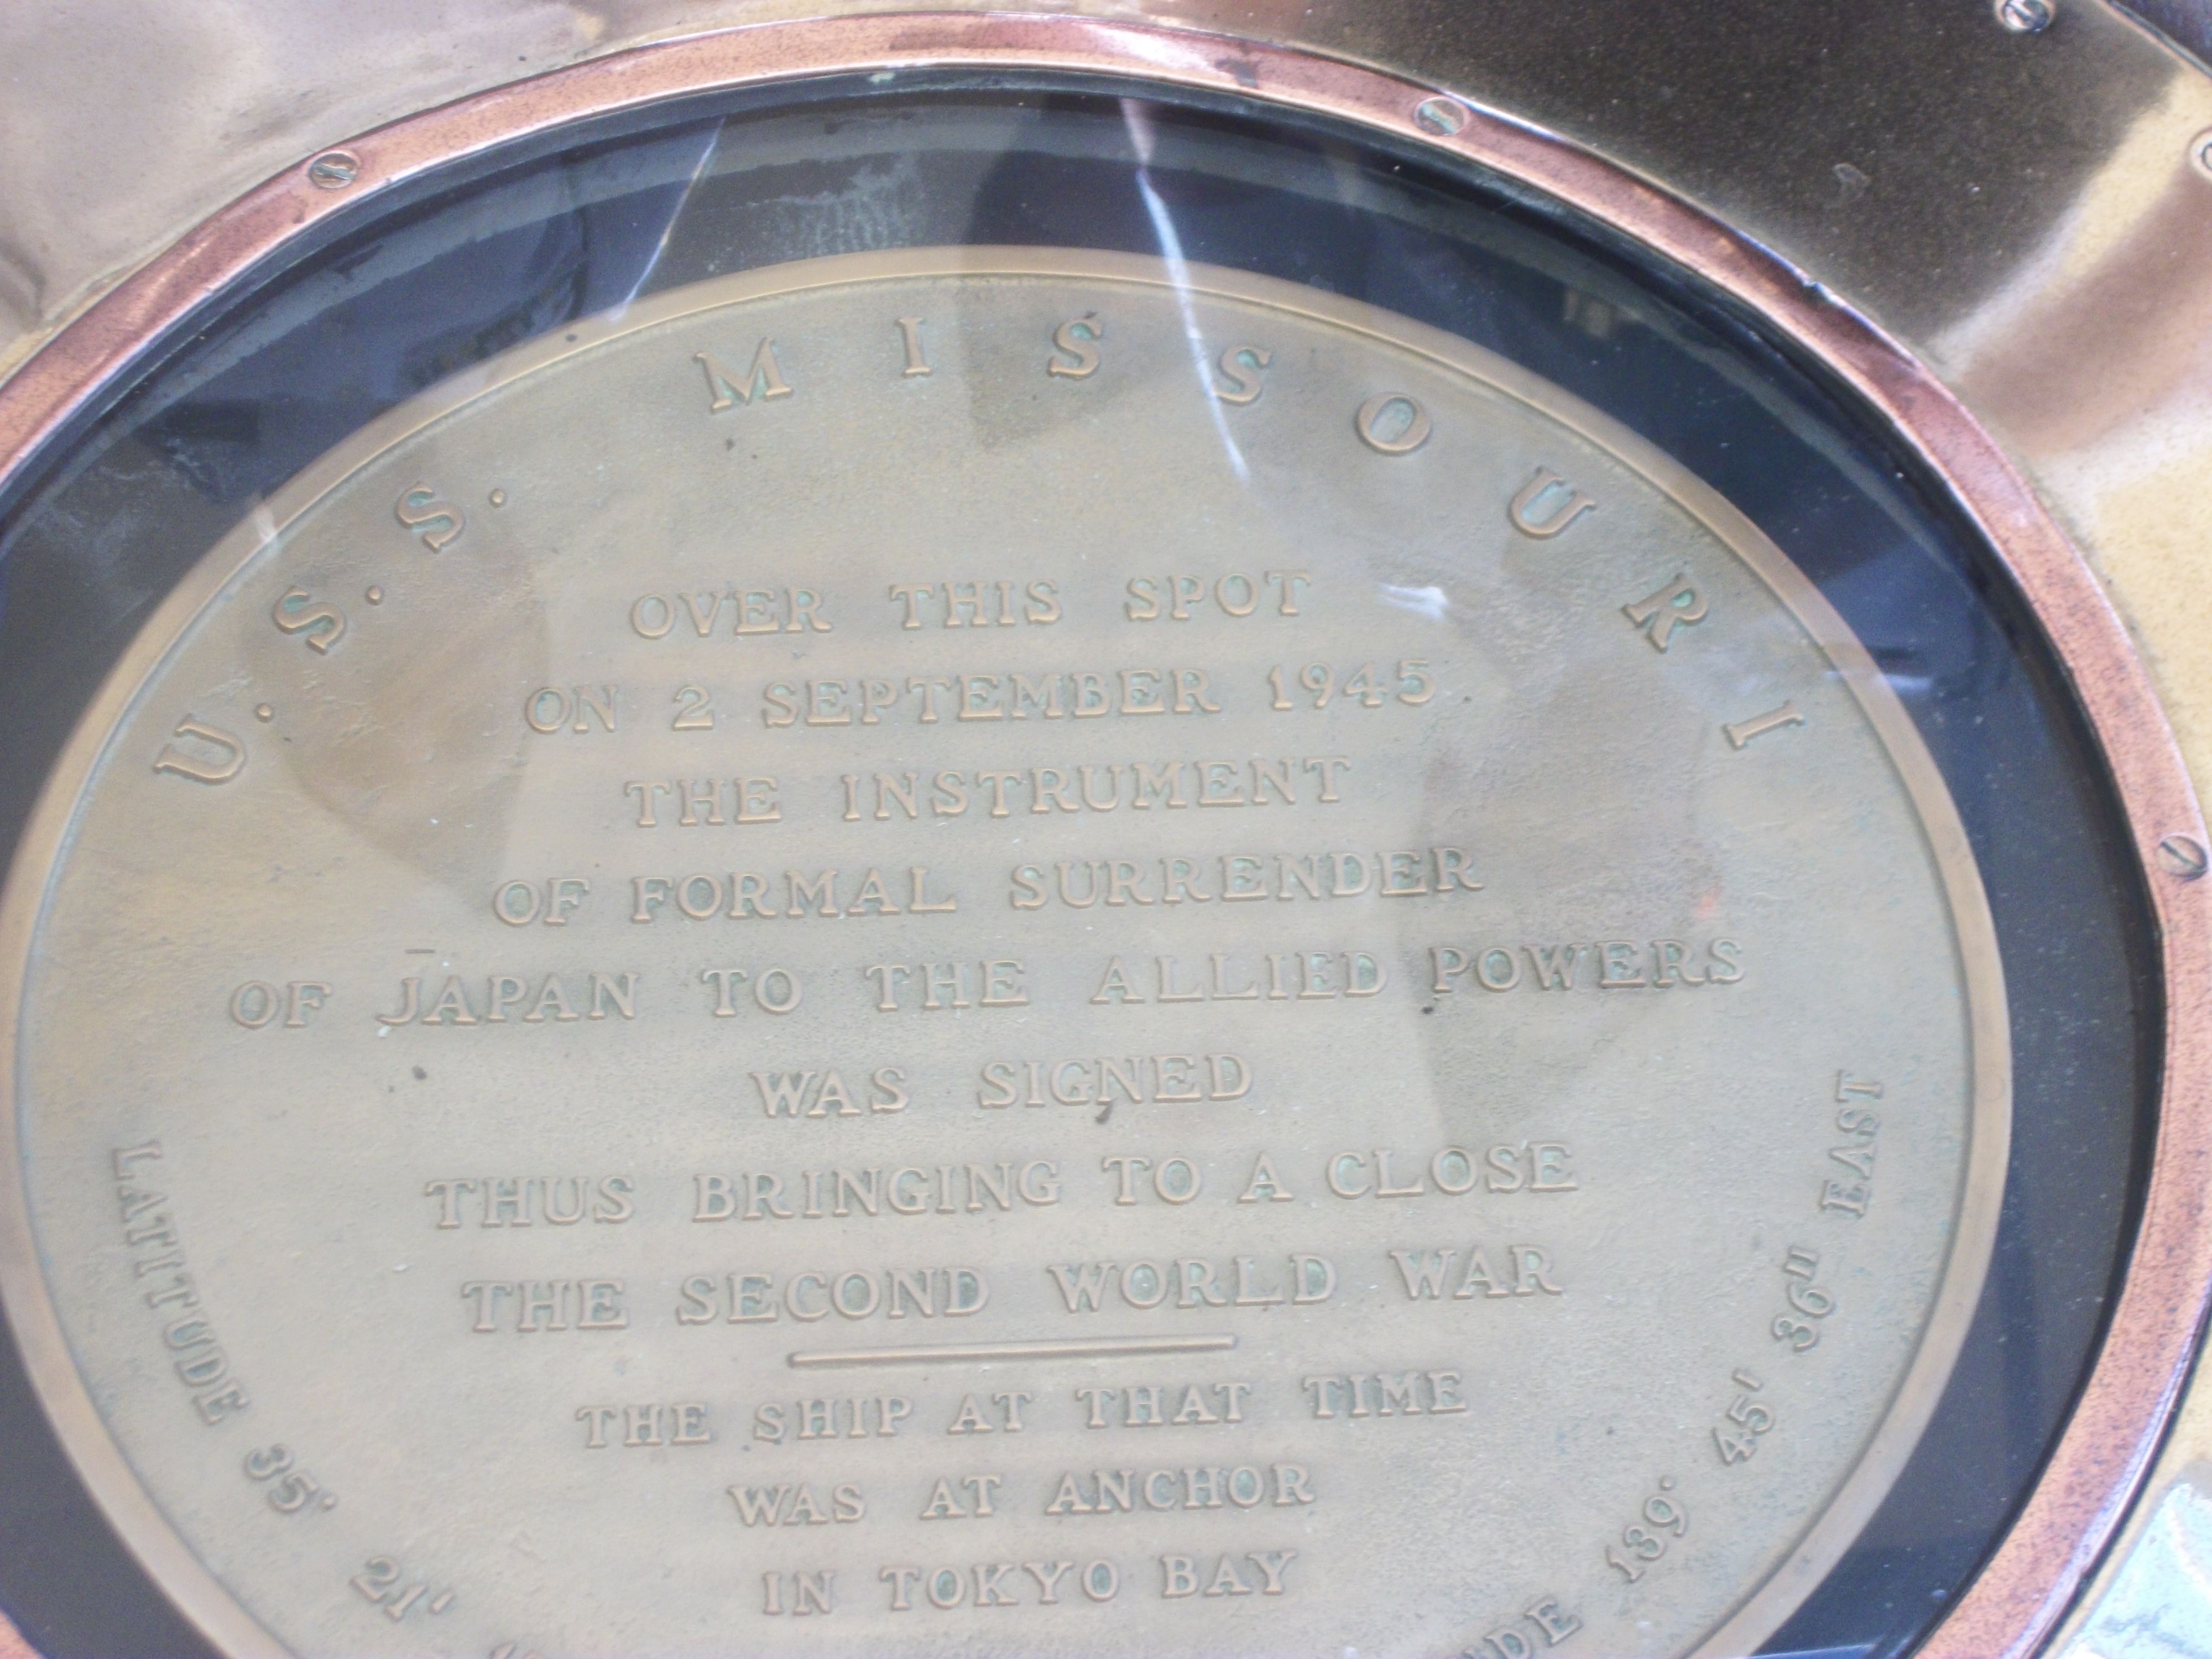 U.S.S. MISSOURI
OVER THIS SPOT
ON 2 SEPTEMBER 1945
THE INSTRUMENT
OF FORMAL SURRENDER
OF JAPAN TO THE ALLIED POWERS
WAS SIGNED
THUS BRINGING TO A CLOSE
THE SECOND WORLD WAR
THE SHIP AT THAT TIME
WAS AT ANCHOR
IN TOKYO BAY
LATITUDE 35° 21'
139° 45' 36" EAST